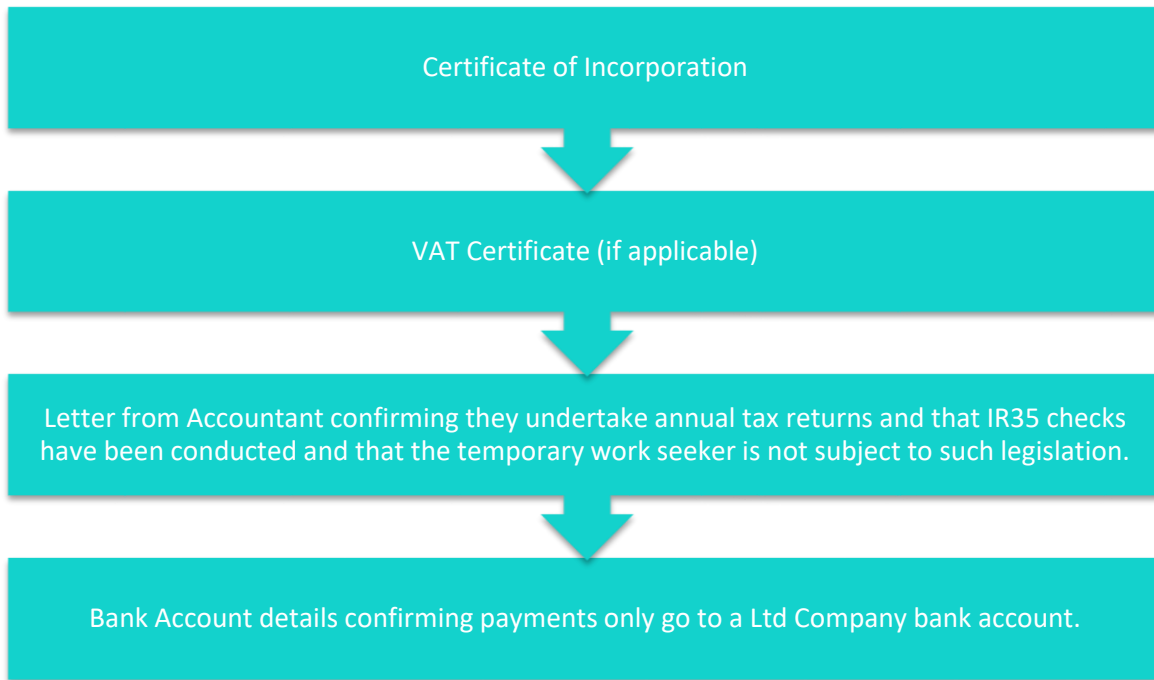 Certificate of Incorporation
VAT Certificate (if applicable)
Letter from Accountant confirming they undertake annual tax returns and that IR35 checks
have been conducted and that the temporary work seeker is not subject to such legislation.
Bank Account details confirming payments only go to a Ltd Company bank account.